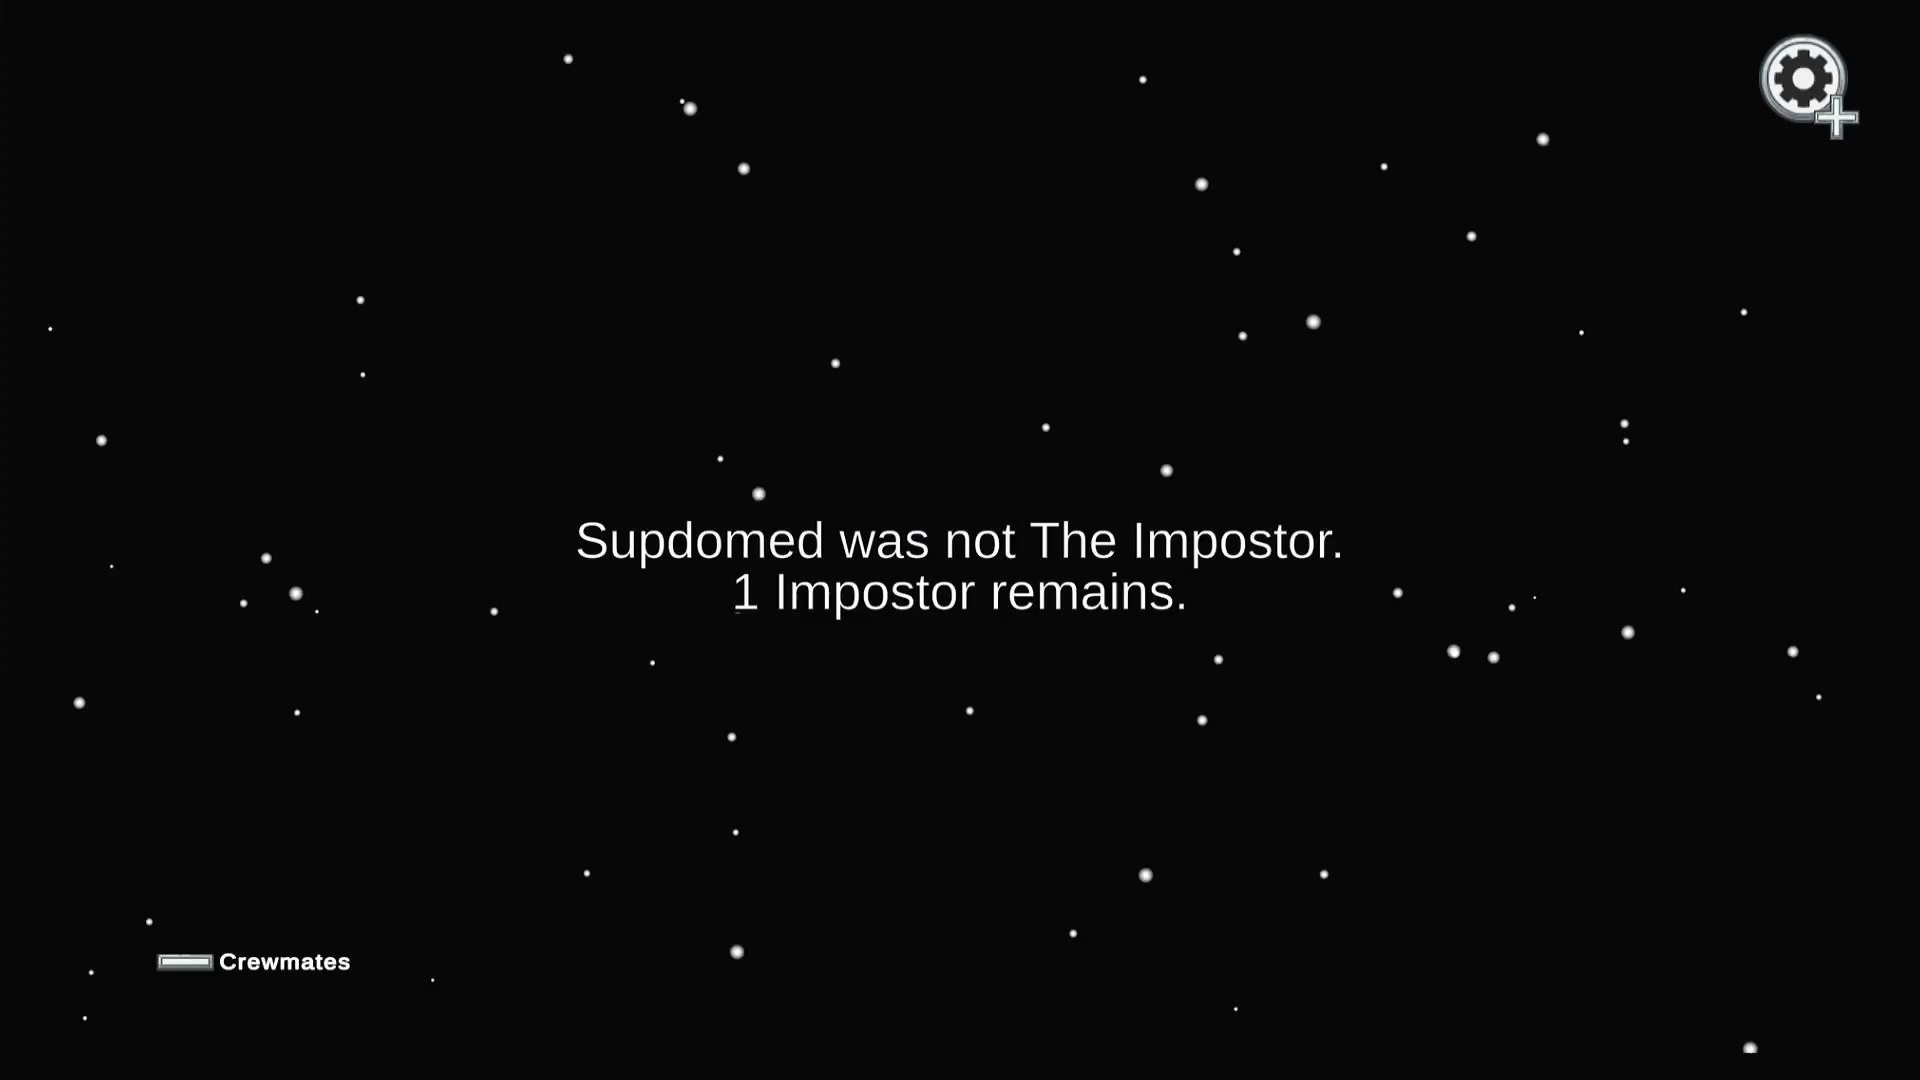 Supdomed was not The Impostor.
1 Impostor remains.
Crewmates